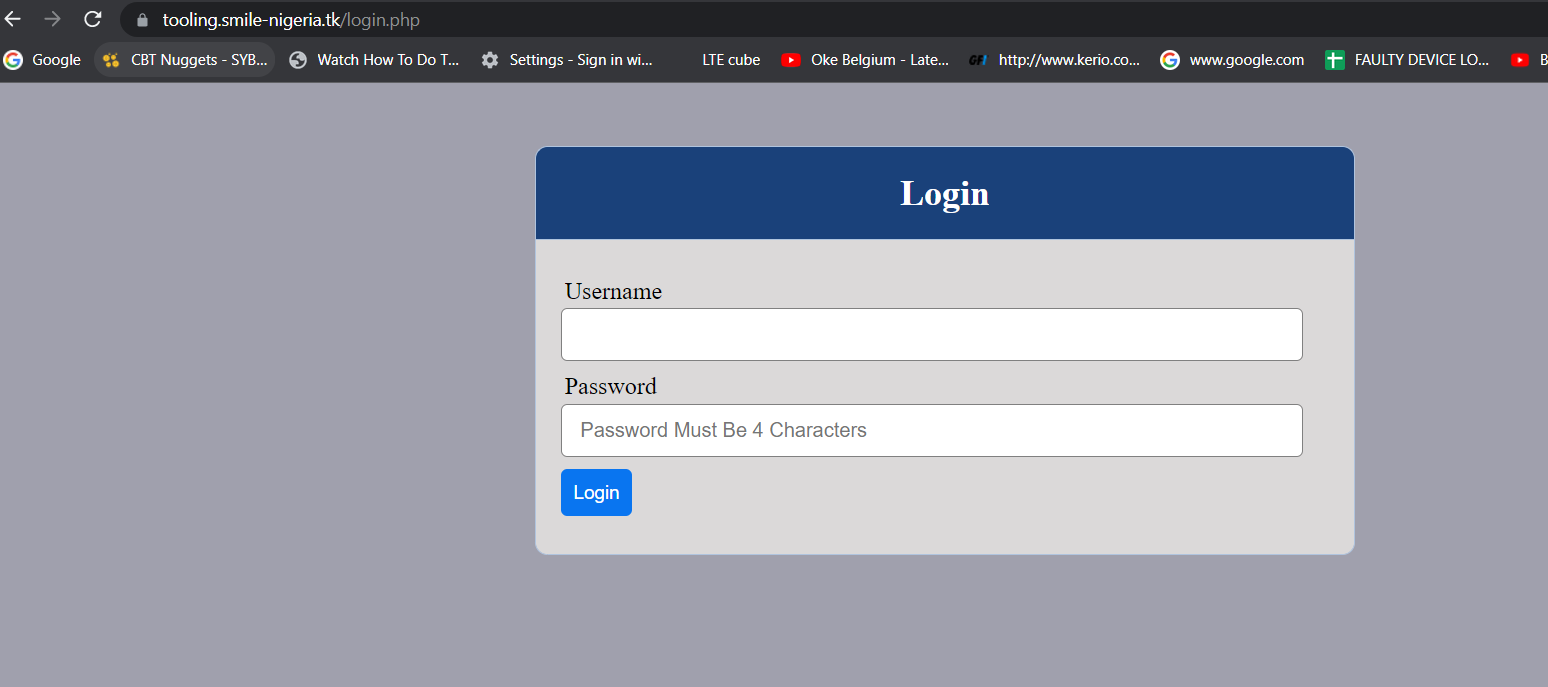 tooling.smile-nigeria.tk/login.php
Google CBT Nuggets - SYB... Watch How To Do T... Settings - Sign in wi... LTE cube Oke Belgium - Late... GFI http://www.kerio.co... www.google.com FAULTY DEVICE LO... B
Login
Username
Password
Password Must Be 4 Characters
Login